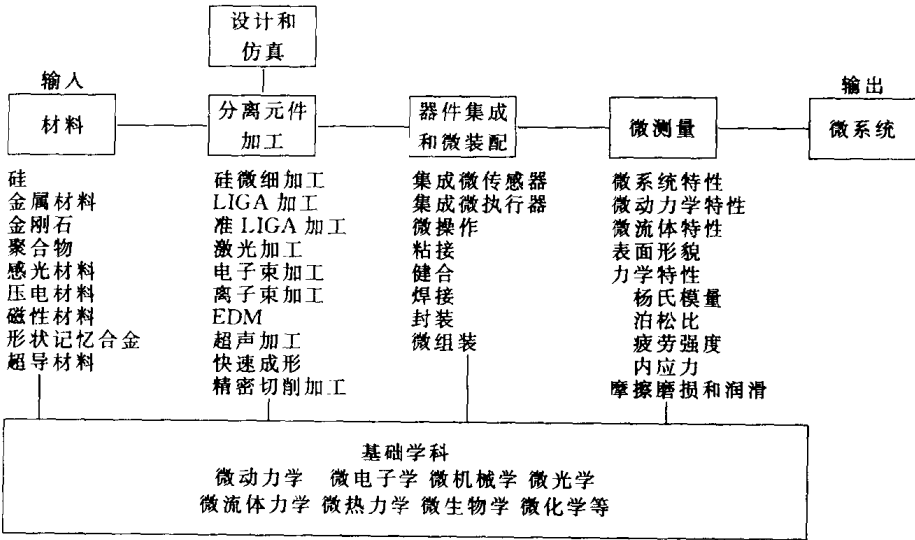 设计和
仿真
输入
材料
分离元件
加工
器件集成
和微装配
微测量
输出
微系统
硅
金属材料
金刚石
聚合物
感光材料
压电材料
磁性材料
形状记忆合金
超导材料
硅微细加工
LIGA 加工
准 LIGA 加工
激光加工
电子束加工
离子束加工
EDM
超声加工
快速成形
精密切削加工
集成微传感器
集成微执行器
微操作
粘接
健合
焊接
封装
微组装
微系统特性
微动力学特性
微流体特性
表面形貌
力学特性
杨氏模量
泊松比
疲劳强度
内应力
摩擦磨损和润滑
基础学科
微动力学 微电子学 微机械学 微光学
微流体力学 微热力学 微生物学 微化学等